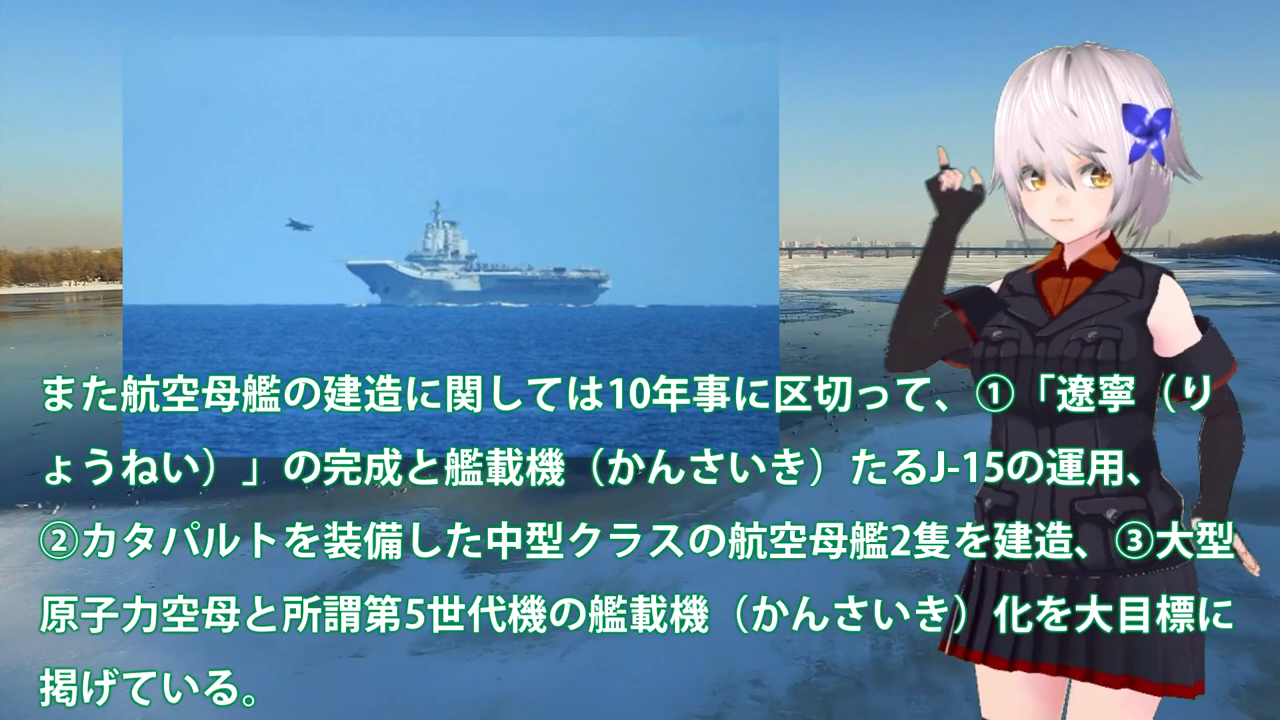 また航空母艦の建造に関しては10年事に区切って、①「遼寧（り
ょうねい）」の完成と艦載機（かんさいき）たるJ-15の運用、
②カタパルトを装備した中型クラスの航空母艦2隻を建造、③大型
原子力空母と所謂第5世代機の艦載機（かんさいき）化を大目標に
掲げている。